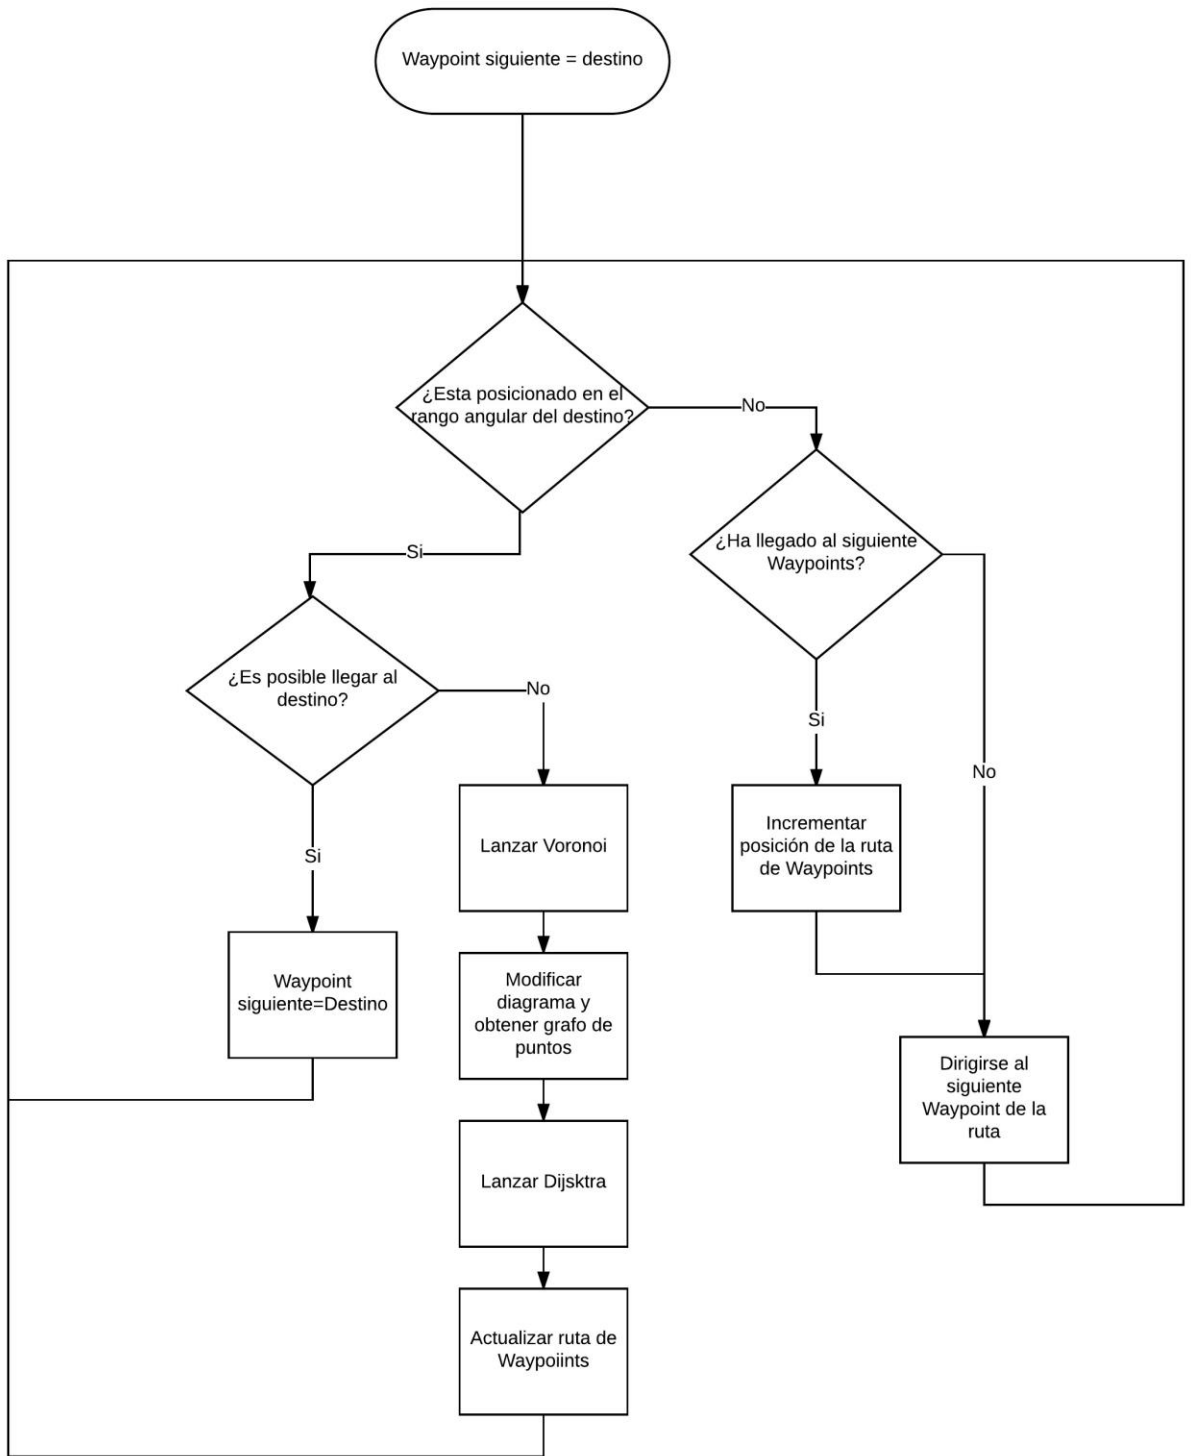 Waypoint siguiente = destino
¿Esta posicionado en el
rango angular del destino?
No
¿Ha llegado al siguiente
Waypoints?
Si
¿Es posible llegar al
destino?
No
Si
No
Lanzar Voronoi
Incrementar
posición de la ruta
de Waypoints
Si
Waypoint
siguiente=Destino
Modificar
diagrama y
obtener grafo de
puntos
Dirigirse al
siguiente
Waypoint de la
ruta
Lanzar Dijsktra
Actualizar ruta de
Waypoiints